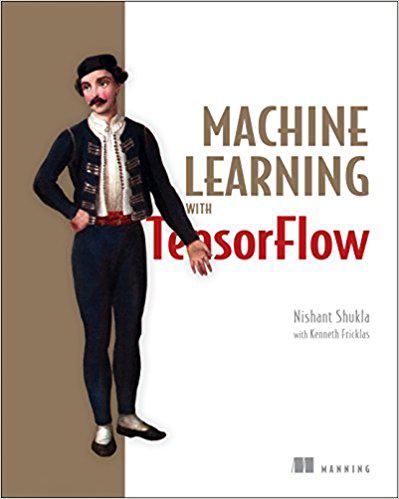 MACHINE
LEARNING
WITH
TensorFlow
Nishant Shukla
with Kenneth Fricklas
MANNING